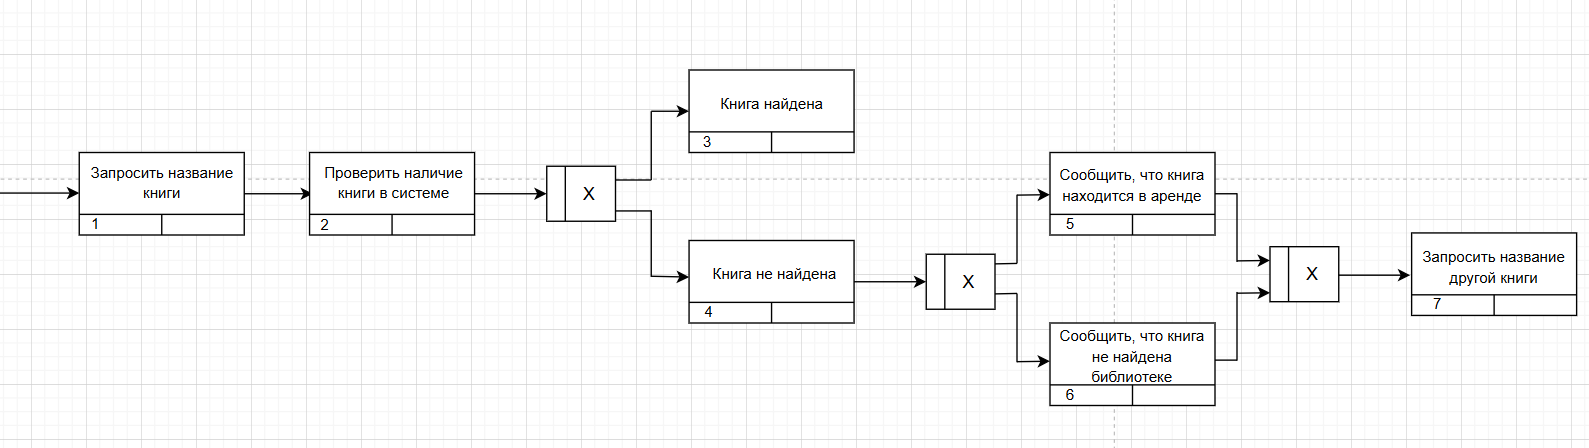 Запросить название
книги
1
Проверить наличие
книги в системе
2
X
Книга найдена
3
Книга не найдена
4
X
Сообщить, что книга
находится в аренде
5
Сообщить, что книга
не найдена
библиотеке
6
X
Запросить название
другой книги
7